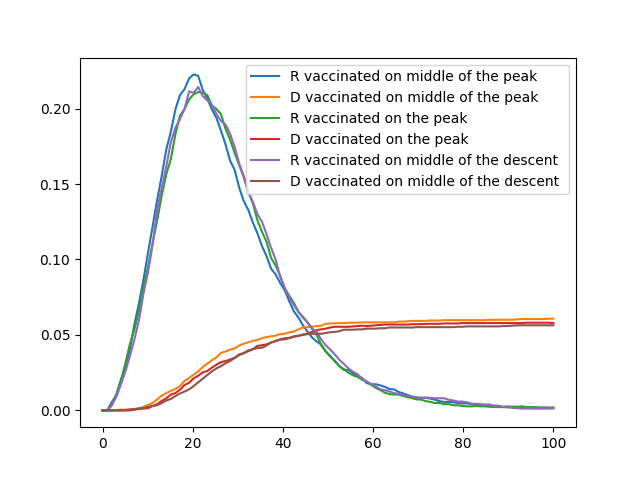 R vaccinated on middle of the peak
D vaccinated on middle of the peak
R vaccinated on the peak
D vaccinated on the peak
R vaccinated on middle of the descent
D vaccinated on middle of the descent
0.20
0.15
0.10
0.05
0.00
0 20 40 60 80 100